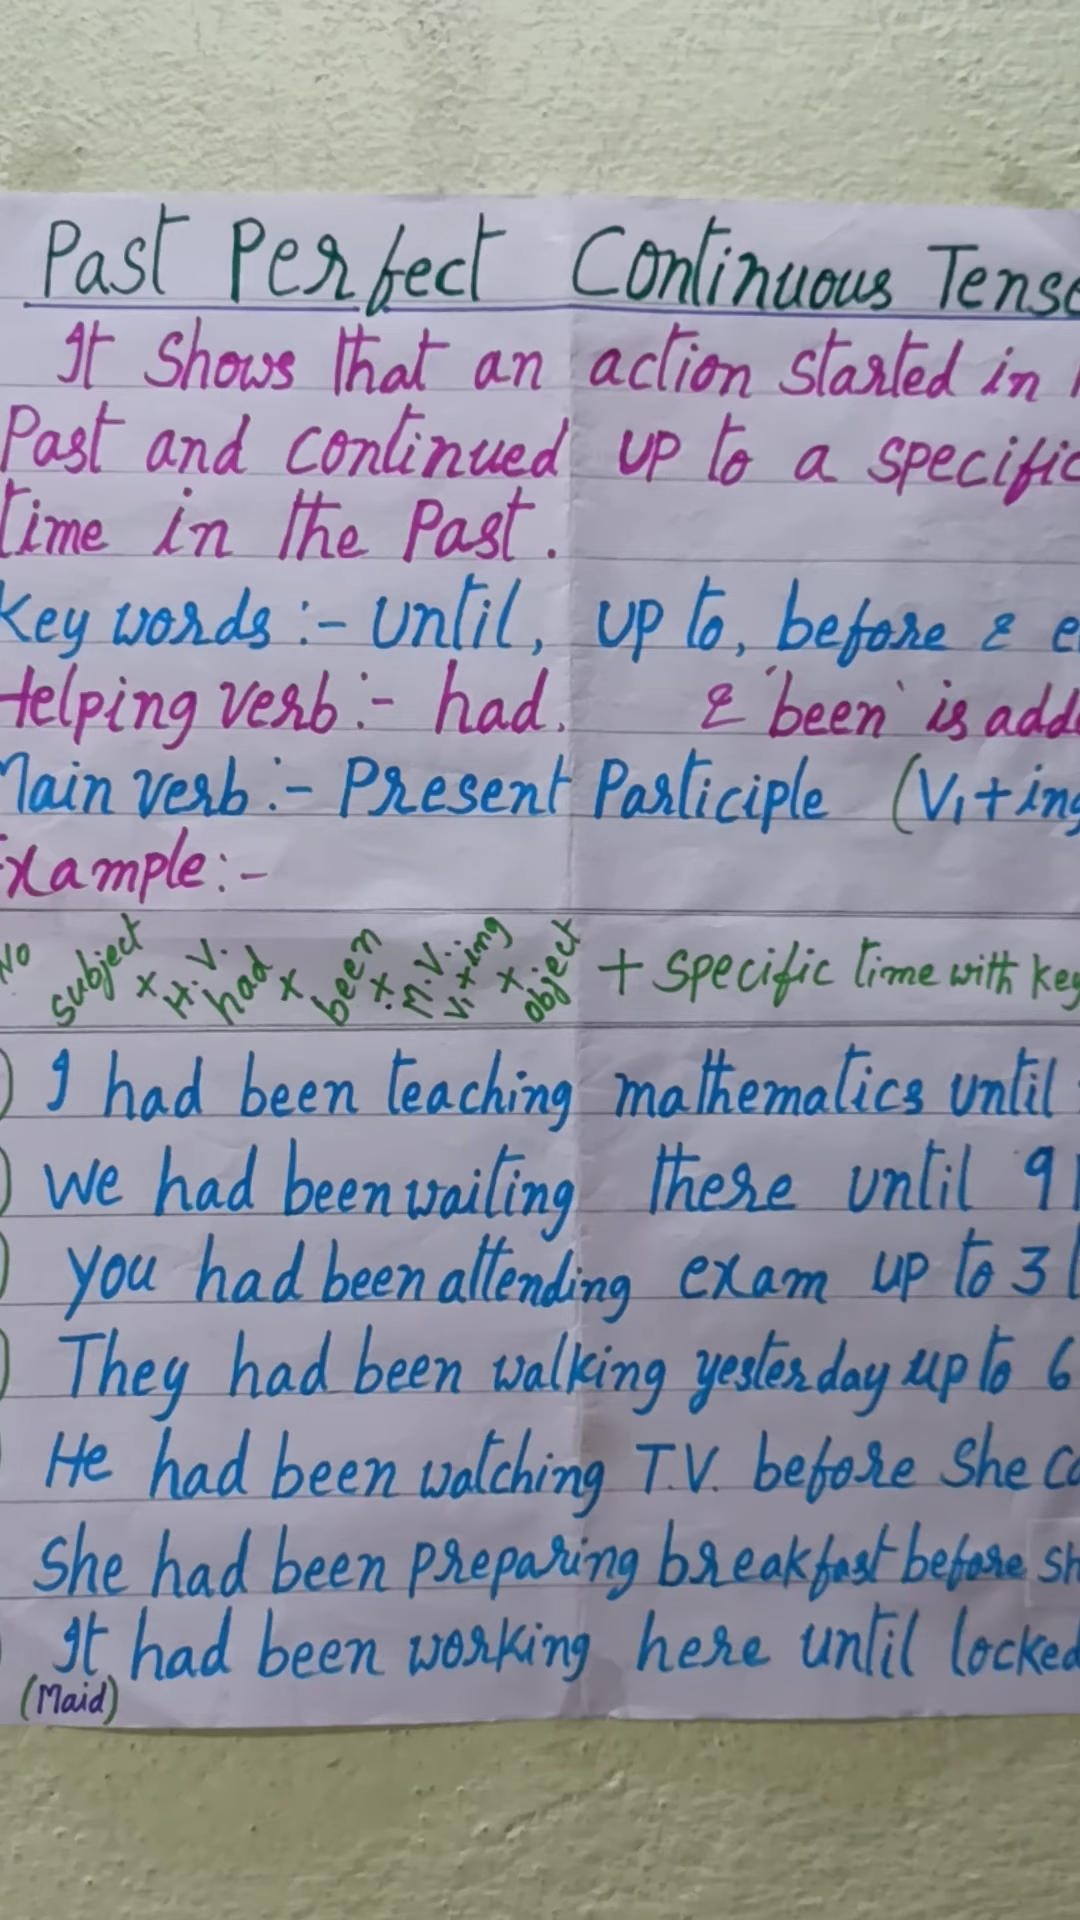 Past Perfect Continuous Tense
It Shows that an action started in
Past and continued up to a specific
time in the Past.
Key words :- until, up to, before &
Helping verb :- had. & 'been' is
Main verb :- Present Participle (V1+ing
Example :-
No subject x H.V. had x been x M.V. V1 x ing x object + specific time with key
I had been teaching mathematics until
We had been waiting there until 9
You had been attending exam up to 3
They had been walking yesterday up to 6
He had been watching T.V. before She
She had been preparing breakfast before
It had been working here until locked
(Maid)